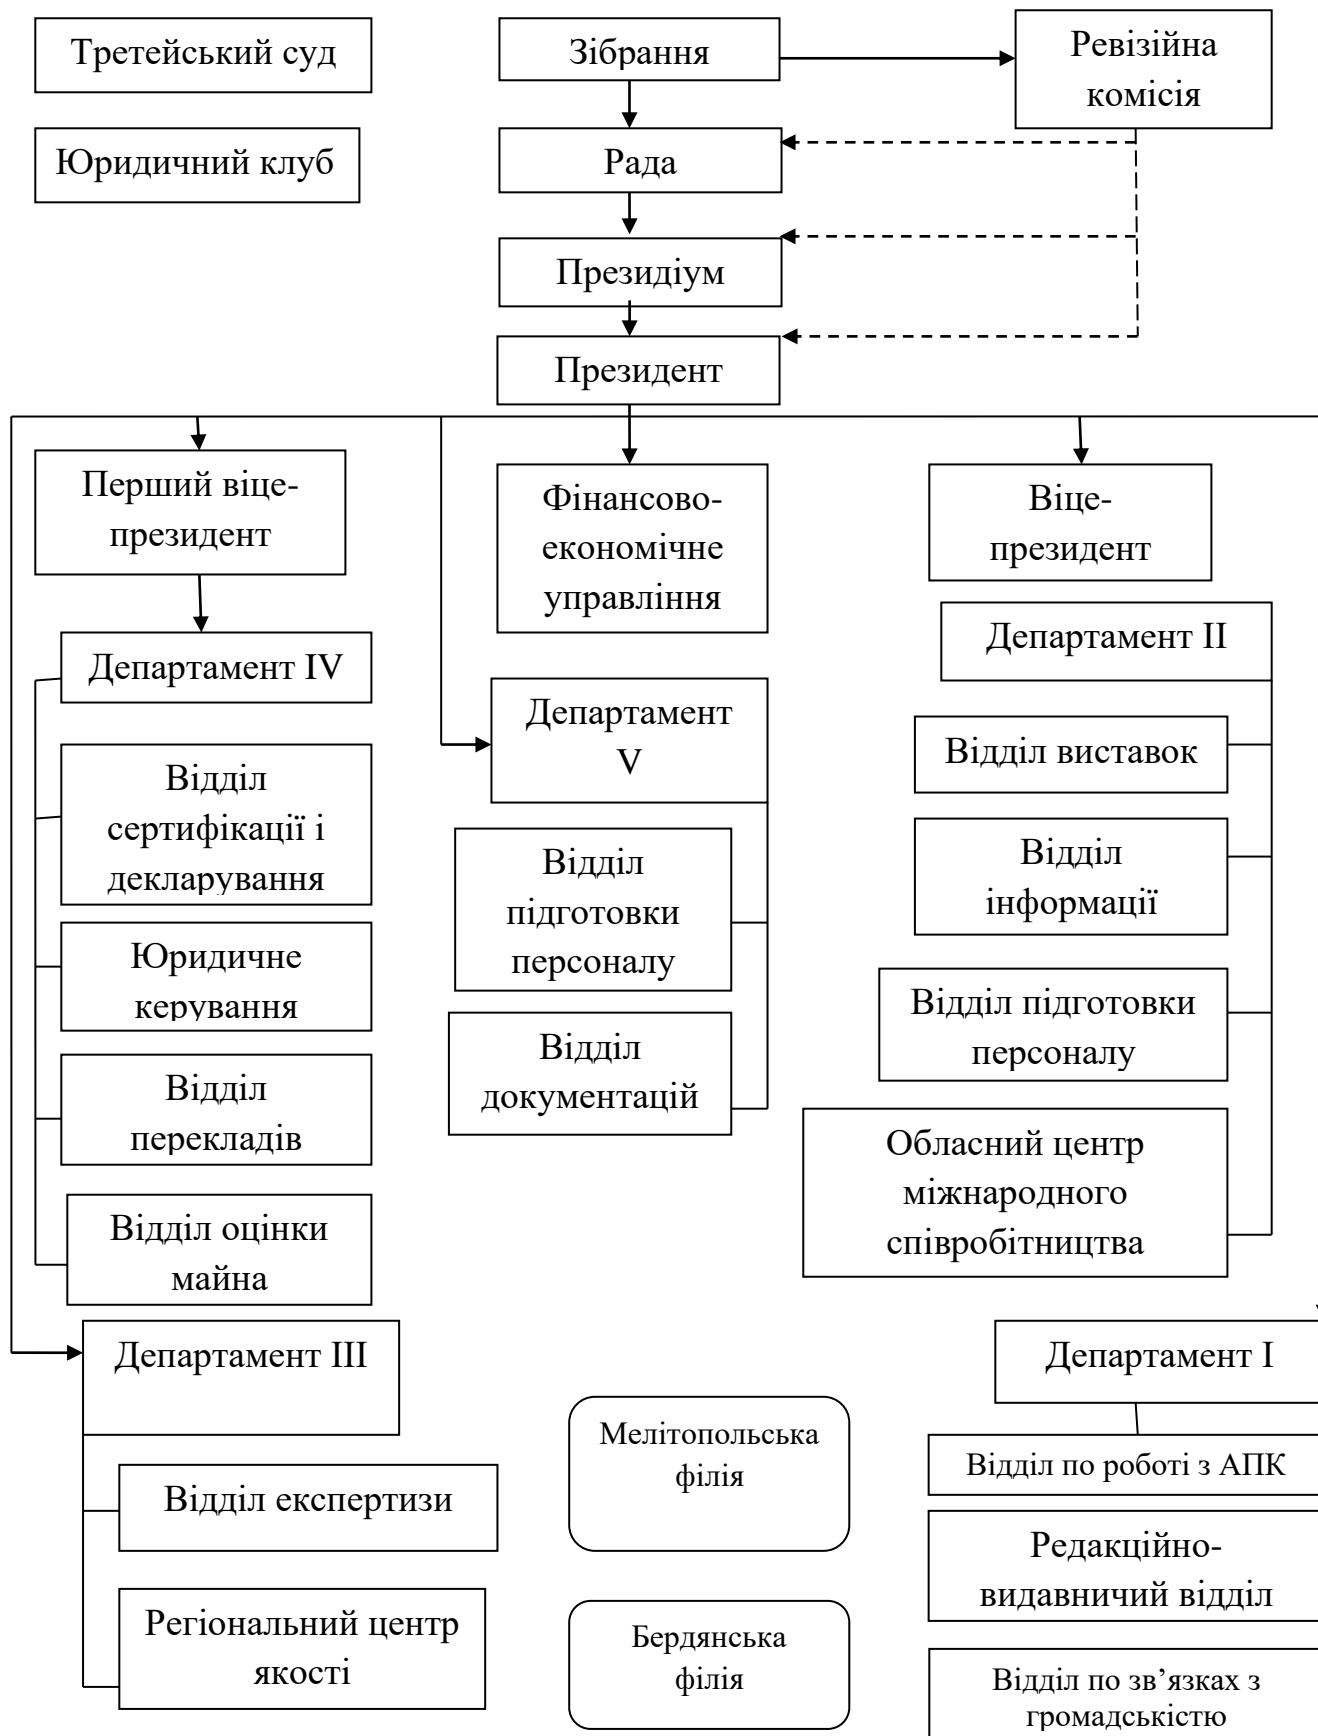 Третейський суд
Зібрання
Ревізійна
комісія
Юридичний клуб
Рада
Президіум
Президент
Перший віце-
президент
Фінансово-
економічне
управління
Віце-
президент
Департамент IV
Відділ
сертифікації і
декларування
Юридичне
керування
Відділ
перекладів
Відділ оцінки
майна
Департамент
V
Відділ
підготовки
персоналу
Відділ
документацій
Департамент II
Відділ виставок
Відділ
інформації
Відділ підготовки
персоналу
Обласний центр
міжнародного
співробітництва
Департамент III
Відділ експертизи
Регіональний центр
якості
Мелітопольська
філія
Бердянська
філія
Департамент I
Відділ по роботі з АПК
Редакційно-
видавничий відділ
Відділ по зв’язках з
громадськістю